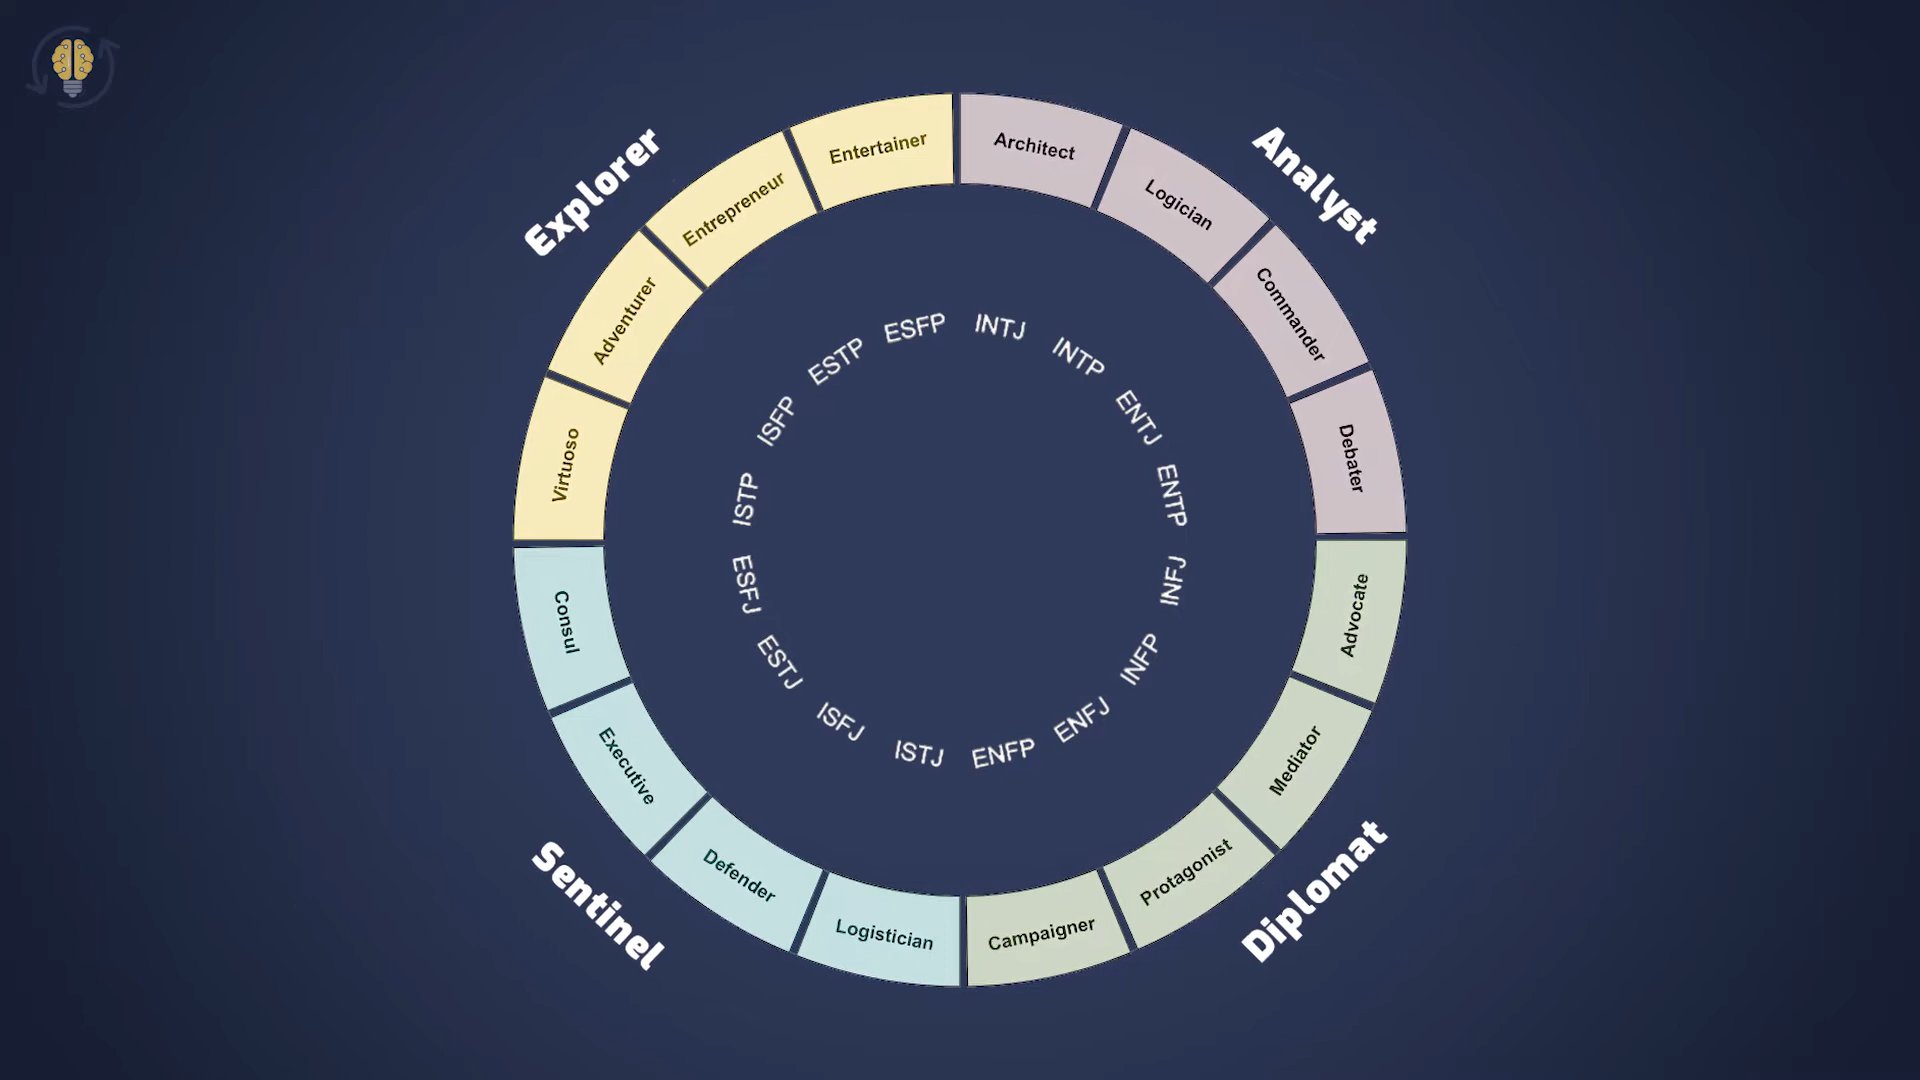 Explorer
Analyst
Entertainer
Architect
Entrepreneur
Logician
Adventurer
Commander
Virtuoso
Debater
ESFP
INTJ
ESTP
INTP
ISFP
ENTJ
ISTP
ENTP
ESFJ
INFJ
ESTJ
INFP
ISFJ
ENFJ
ISTJ
ENFP
Consul
Advocate
Executive
Mediator
Defender
Protagonist
Logistician
Campaigner
Sentinel
Diplomat